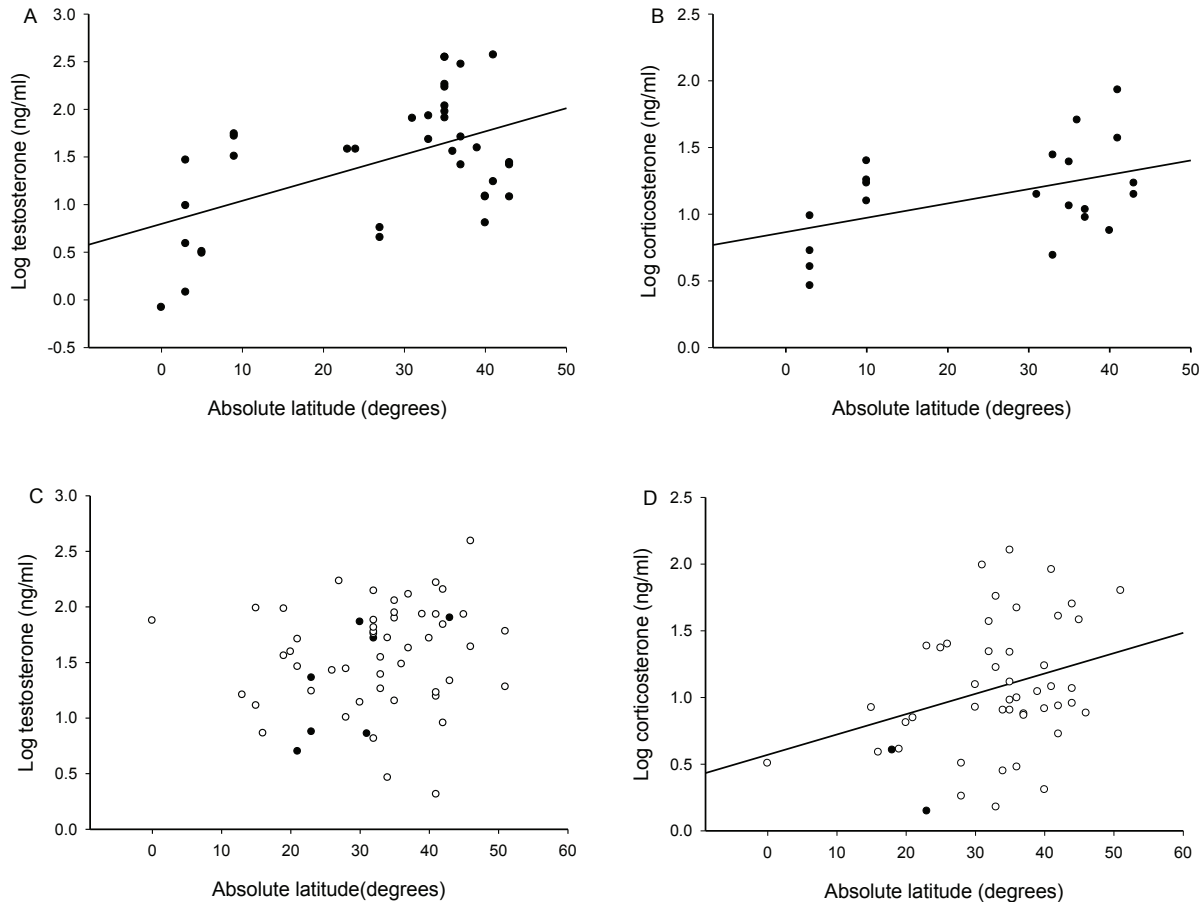 A
3.0
2.5
2.0
1.5
1.0
0.5
0.0
-0.5
Log testosterone (ng/ml)
0 10 20 30 40 50
Absolute latitude (degrees)
B
2.5
2.0
1.5
1.0
0.5
0.0
Log corticosterone (ng/ml)
0 10 20 30 40 50
Absolute latitude (degrees)
C
3.0
2.5
2.0
1.5
1.0
0.5
0.0
Log testosterone (ng/ml)
0 10 20 30 40 50 60
Absolute latitude(degrees)
D
2.5
2.0
1.5
1.0
0.5
0.0
Log corticosterone (ng/ml)
0 10 20 30 40 50 60
Absolute latitude (degrees)